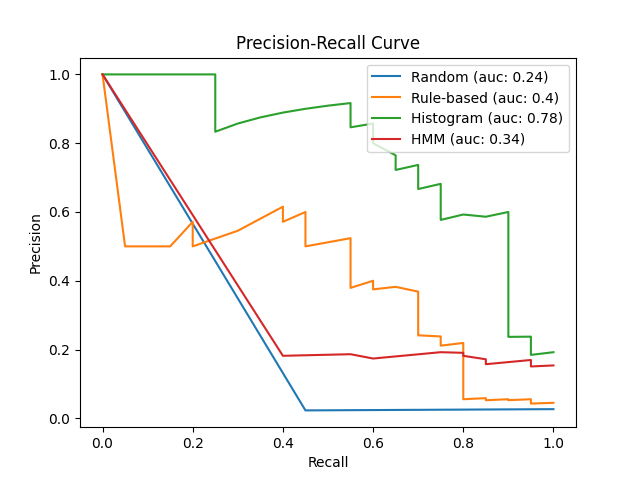 Precision-Recall Curve
Random (auc: 0.24)
Rule-based (auc: 0.4)
Histogram (auc: 0.78)
HMM (auc: 0.34)
Precision
1.0
0.8
0.6
0.4
0.2
0.0
0.0 0.2 0.4 0.6 0.8 1.0
Recall